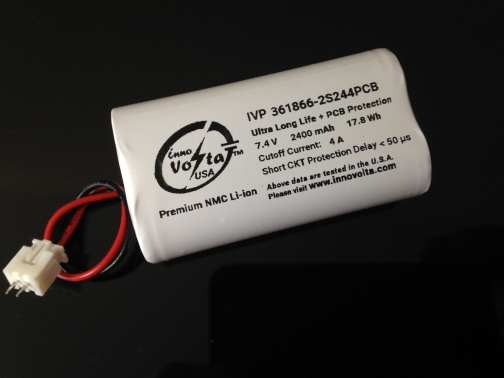 inno
VoltaT™
USA
Premium NMC Li-ion
IVP 361866-2S244PCB
Ultra Long Life + PCB Protection
7.4 V 2400 mAh 17.8 Wh
Cutoff Current: 4 A
Short CKT Protection Delay < 50 µs
Above data are tested in the U.S.A.
Please visit www.innovolta.com